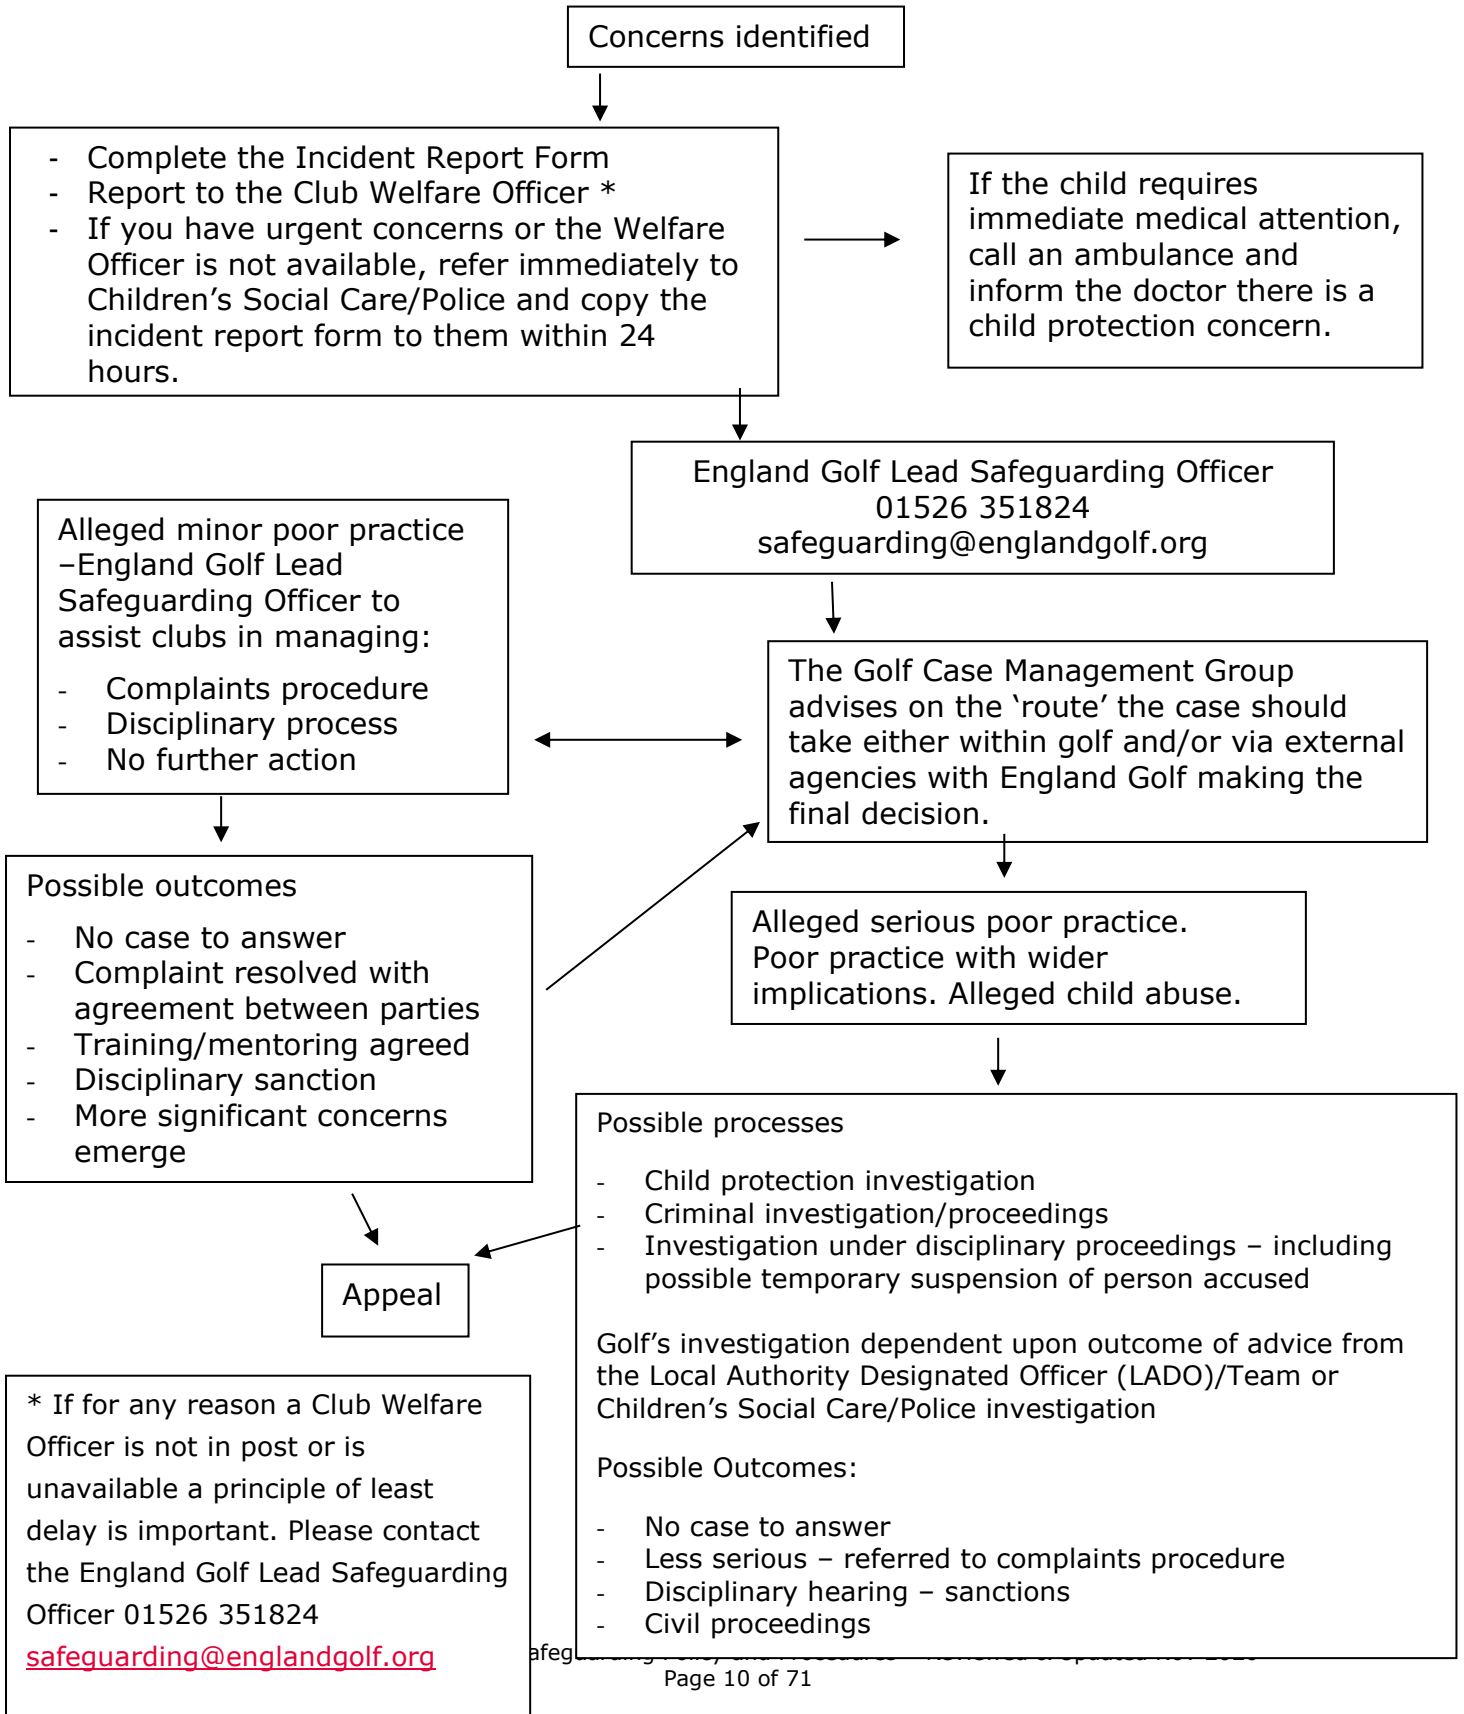 Concerns identified
- Complete the Incident Report Form
- Report to the Club Welfare Officer *
- If you have urgent concerns or the Welfare
Officer is not available, refer immediately to
Children’s Social Care/Police and copy the
incident report form to them within 24
hours.
If the child requires
immediate medical attention,
call an ambulance and
inform the doctor there is a
child protection concern.
England Golf Lead Safeguarding Officer
01526 351824
safeguarding@englandgolf.org
Alleged minor poor practice
–England Golf Lead
Safeguarding Officer to
assist clubs in managing:
- Complaints procedure
- Disciplinary process
- No further action
The Golf Case Management Group
advises on the ‘route’ the case should
take either within golf and/or via external
agencies with England Golf making the
final decision.
Possible outcomes
- No case to answer
- Complaint resolved with
agreement between parties
- Training/mentoring agreed
- Disciplinary sanction
- More significant concerns
emerge
Alleged serious poor practice.
Poor practice with wider
implications. Alleged child abuse.
Possible processes
- Child protection investigation
- Criminal investigation/proceedings
- Investigation under disciplinary proceedings – including
possible temporary suspension of person accused
Golf’s investigation dependent upon outcome of advice from
the Local Authority Designated Officer (LADO)/Team or
Children’s Social Care/Police investigation
Possible Outcomes:
- No case to answer
- Less serious – referred to complaints procedure
- Disciplinary hearing – sanctions
- Civil proceedings
Appeal
* If for any reason a Club Welfare
Officer is not in post or is
unavailable a principle of least
delay is important. Please contact
the England Golf Lead Safeguarding
Officer 01526 351824
safeguarding@englandgolf.org
Page 10 of 71